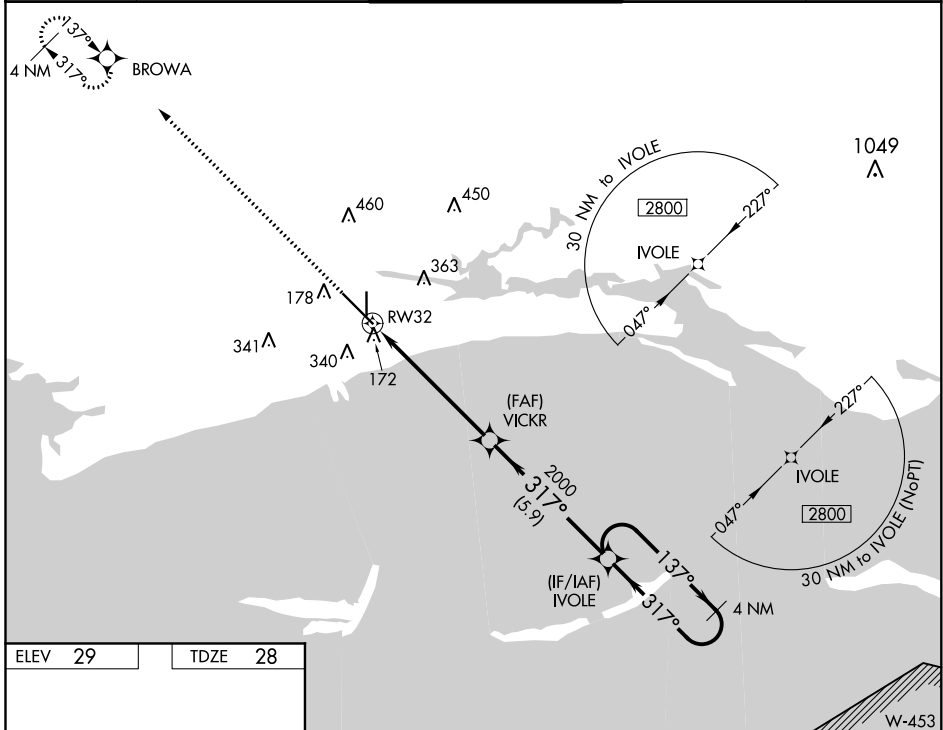 137°
317°
4 NM
BROWA
1049
30 NM to IVOLE
2800
227°
IVOLE
047°
460
450
363
178
RW32
341
340
172
(FAF)
VICKR
2000
317°
(5.9)
227°
IVOLE
047°
2800
30 NM to IVOLE (NoPT)
(IF/IAF)
IVOLE
137°
317°
4 NM
ELEV 29
TDZE 28
W-453